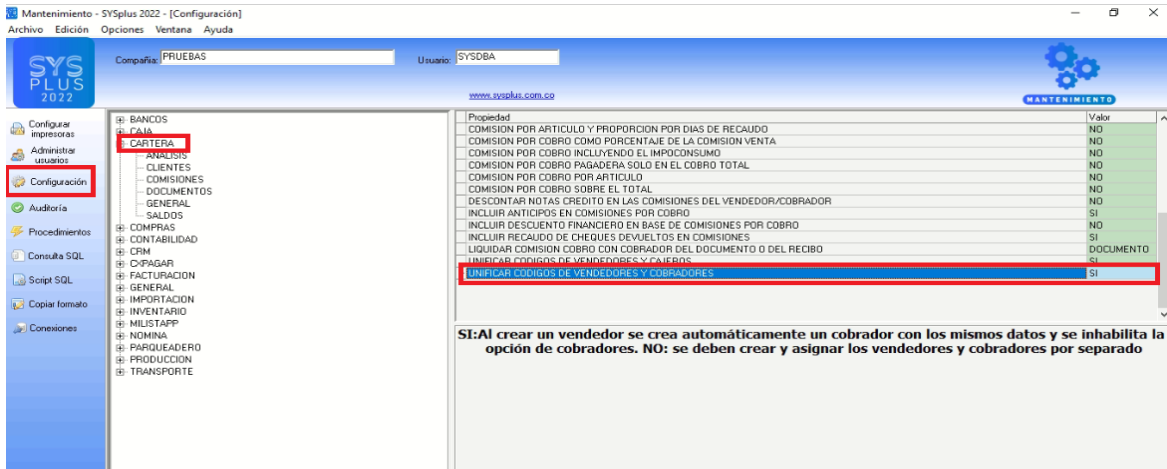 Mantenimiento - SYSplus 2022 - [Configuración]
Archivo Edición Opciones Ventana Ayuda
SYS
PLUS
2022
Compañia: PRUEBAS
Usuario: SYSDBA
www.sysplus.com.co
MANTENIMIENTO
Configurar
impresoras
Administrar
usuarios
Configuración
Auditoría
Procedimientos
Consulta SQL
Script SQL
Copiar formato
Conexiones
BANCOS
CAJA
CARTERA
ANALISIS
CLIENTES
COMISIONES
DOCUMENTOS
GENERAL
SALDOS
COMPRAS
CONTABILIDAD
CRM
CXPAGAR
FACTURACION
GENERAL
IMPORTACION
INVENTARIO
MILISTAPP
NOMINA
PARQUEADERO
PRODUCCION
TRANSPORTE
Propiedad Valor
COMISION POR ARTICULO Y PROPORCION POR DIAS DE RECAUDO NO
COMISION POR COBRO COMO PORCENTAJE DE LA COMISION VENTA NO
COMISION POR COBRO INCLUYENDO EL IMPOCONSUMO NO
COMISION POR COBRO PAGADERA SOLO EN EL COBRO TOTAL NO
COMISION POR COBRO POR ARTICULO NO
COMISION POR COBRO SOBRE EL TOTAL NO
DESCONTAR NOTAS CREDITO EN LAS COMISIONES DEL VENDEDOR/COBRADOR NO
INCLUIR ANTICIPOS EN COMISIONES POR COBRO SI
INCLUIR DESCUENTO FINANCIERO EN BASE DE COMISIONES POR COBRO NO
INCLUIR RECAUDO DE CHEQUES DEVUELTOS EN COMISIONES SI
LIQUIDAR COMISION COBRO CON COBRADOR DEL DOCUMENTO O DEL RECIBO DOCUMENTO
UNIFICAR CODIGOS DE VENDEDORES Y CAJEROS SI
UNIFICAR CODIGOS DE VENDEDORES Y COBRADORES SI
SI:Al crear un vendedor se crea automáticamente un cobrador con los mismos datos y se inhabilita la
opción de cobradores. NO: se deben crear y asignar los vendedores y cobradores por separado